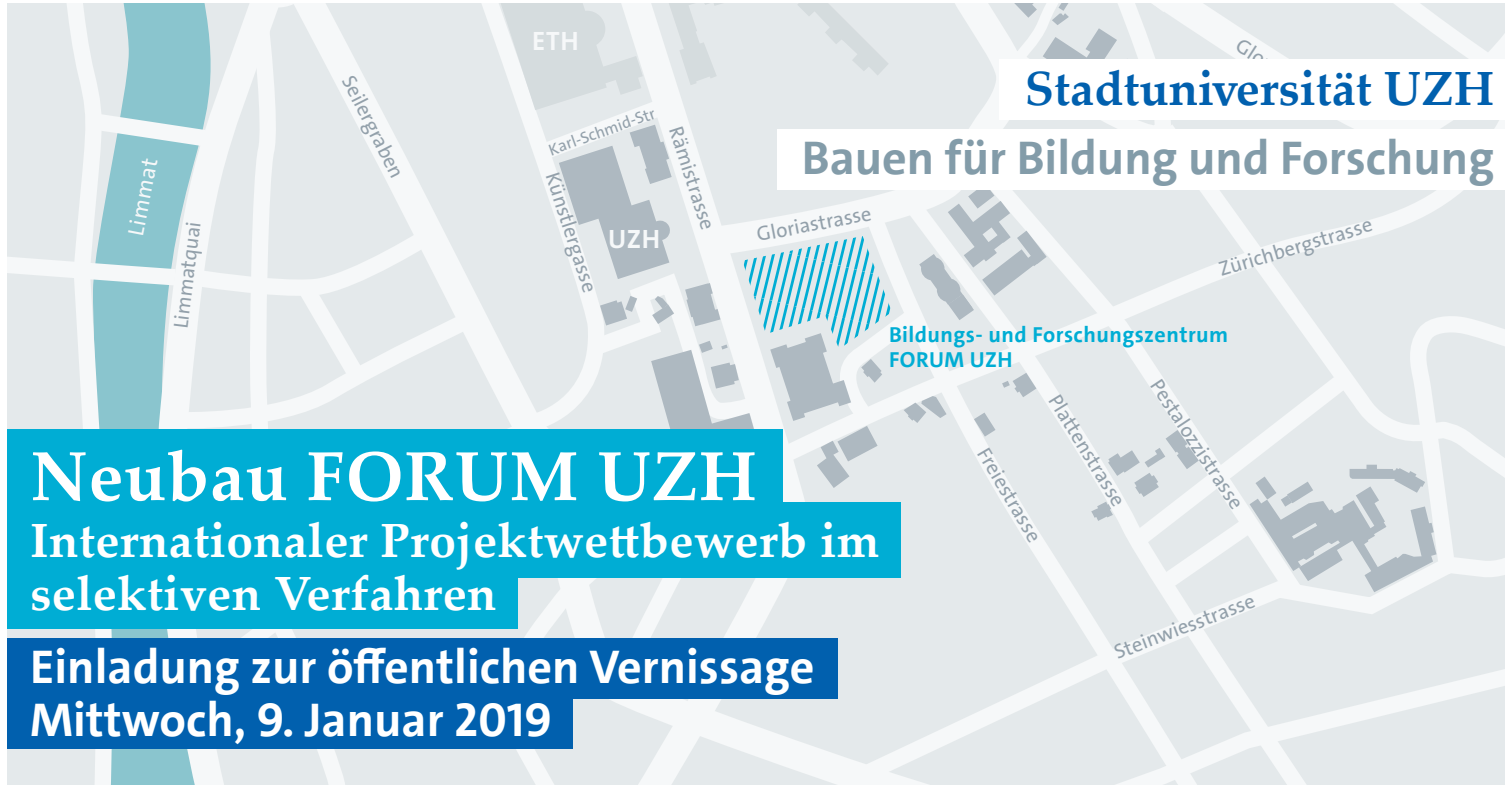 ETH
Glo
Stadtuniversität UZH
Bauen für Bildung und Forschung
Seilergraben
Karl-Schmid-Str
Rämistrasse
Limmat
Künstlergasse
UZH
Gloriastrasse
Zürichbergstrasse
Limmatquai
Bildungs- und Forschungszentrum
FORUM UZH
Plattenstrasse
Pestalozzistrasse
Freiestrasse
Neubau FORUM UZH
Internationaler Projektwettbewerb im
selektiven Verfahren
Steinwiesstrasse
Einladung zur öffentlichen Vernissage
Mittwoch, 9. Januar 2019